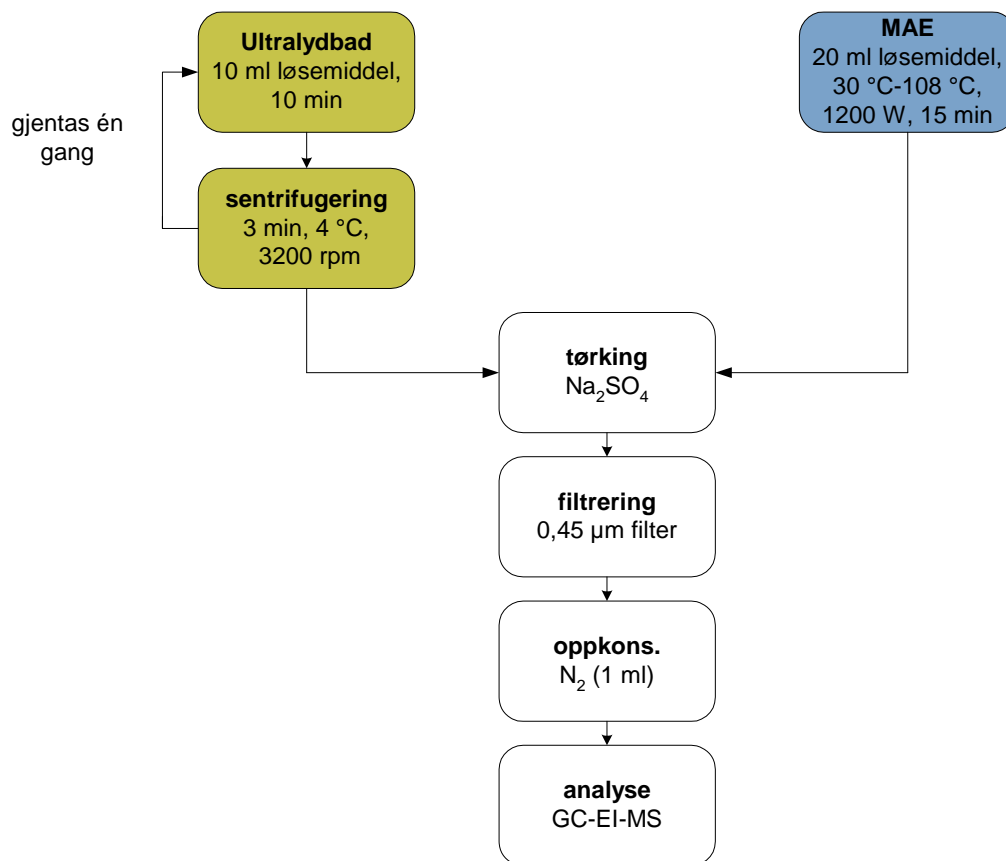 Ultralydbad
10 ml løsemiddel,
10 min
gjentas én
gang
sentrifugering
3 min, 4 °C,
3200 rpm
MAE
20 ml løsemiddel,
30 °C-108 °C,
1200 W, 15 min
tørking
Na₂SO₄
filtrering
0,45 µm filter
oppkons.
N₂ (1 ml)
analyse
GC-EI-MS